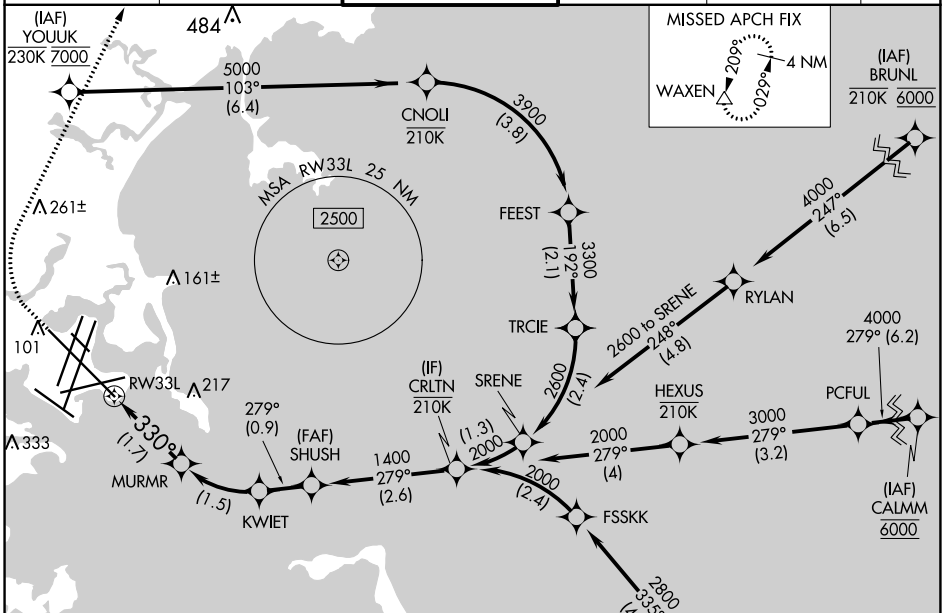 (IAF)
YOUUK
230K 7000
484
5000
103°
(6.4)
CNOLI
210K
3900
(3.8)
MISSED APCH FIX
209°
4 NM
WAXEN
029°
(IAF)
BRUNL
210K 6000
4000
247°
(6.5)
MSA RW33L 25 NM
2500
261±
FEEST
3300
192°
(2.1)
161±
RYLAN
TRCIE
2600 to SRENE
248°
(4.8)
4000
279° (6.2)
101
RW33L
217
2600
(2.4)
(IF)
CRLTN
210K
SRENE
HEXUS
210K
PCFUL
279°
(0.9)
(FAF)
SHUSH
(1.3)
2000
3000
279°
(3.2)
333
330°
(1.7)
MURMR
1400
279°
(2.6)
2000
279°
(4)
(IAF)
CALMM
6000
(1.5)
KWIET
2000
(2.4)
FSSKK
2800
335°